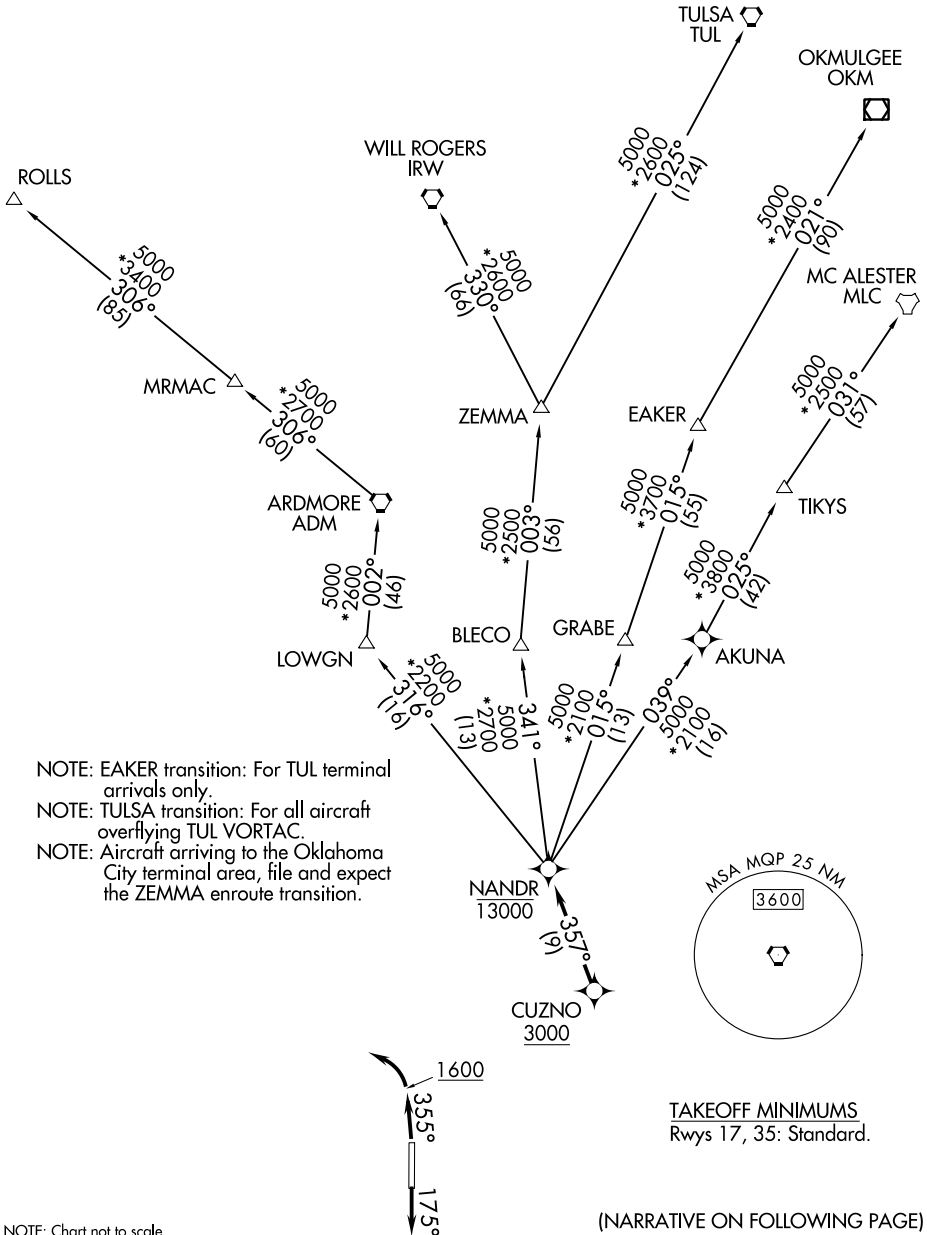 TULSA
TUL
OKMULGEE
OKM
WILL ROGERS
IRW
5000
*2600
025°
(124)
ROLLS
5000
*2400
021°
(90)
5000
*2600
330°
(66)
MC ALESTER
MLC
5000
*3400
306°
(85)
MRMAC
5000
*2700
306°
(60)
ZEMMA
EAKER
5000
*2500
031°
(57)
ARDMORE
ADM
5000
*2500
003°
(56)
5000
*3700
015°
(55)
TIKYS
5000
*2600
002°
(46)
5000
*3800
025°
(42)
LOWGN
BLECO
GRABE
AKUNA
5000
*2200
316°
(16)
341°
5000
*2700
(13)
5000
*2100
015°
(13)
039°
5000
*2100
(16)
NOTE: EAKER transition: For TUL terminal
arrivals only.
NOTE: TULSA transition: For all aircraft
overflying TUL VORTAC.
NOTE: Aircraft arriving to the Oklahoma
City terminal area, file and expect
the ZEMMA enroute transition.
NANDR
13000
MSA MQP 25 NM
3600
357°
(9)
CUZNO
3000
1600
355°
175°
TAKEOFF MINIMUMS
Rwys 17, 35: Standard.
(NARRATIVE ON FOLLOWING PAGE)
NOTE: Chart not to scale